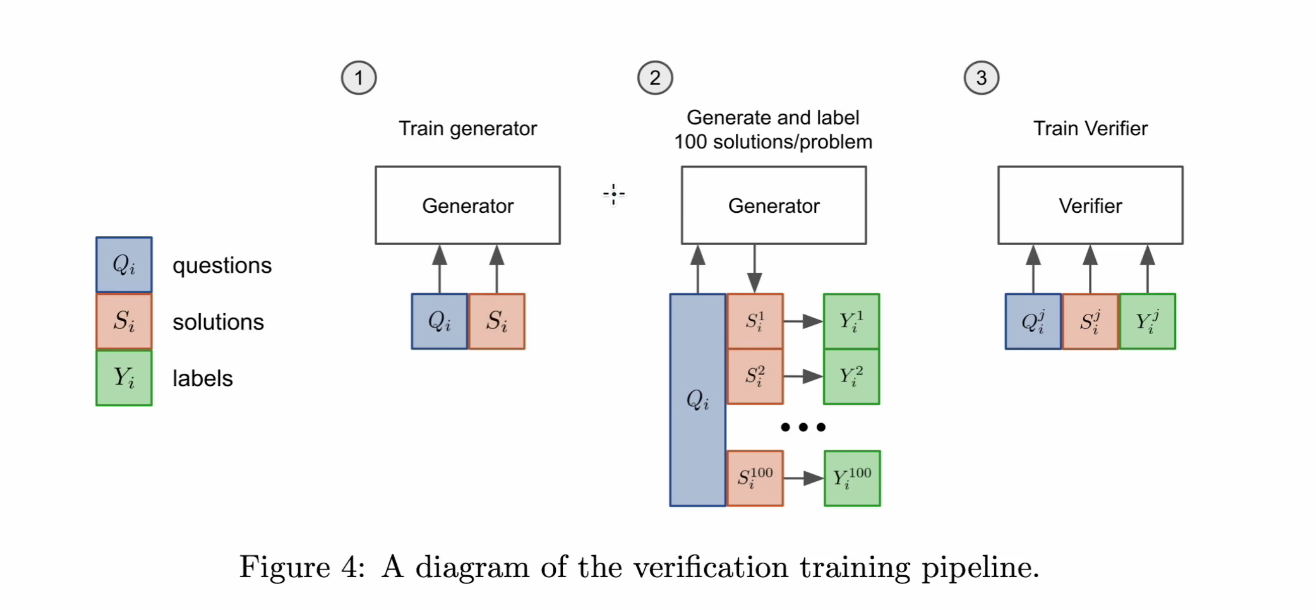 1
Train generator
Generator
Q_i S_i
2
Generate and label
100 solutions/problem
Generator
Q_i
S_i^1 Y_i^1
S_i^2 Y_i^2
•••
S_i^100 Y_i^100
3
Train Verifier
Verifier
Q_i^j S_i^j Y_i^j
Q_i questions
S_i solutions
Y_i labels
Figure 4: A diagram of the verification training pipeline.